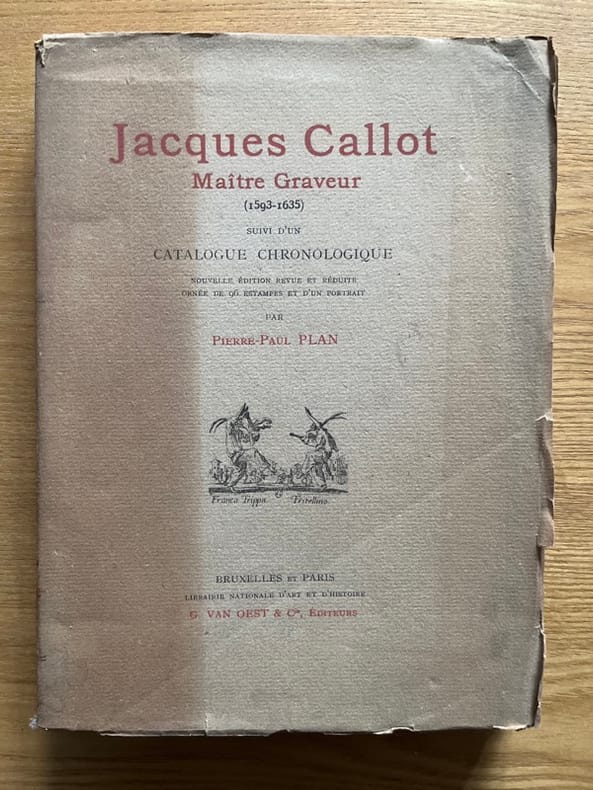 Jacques Callot
Maître Graveur
(1593-1635)
SUIVI D'UN
CATALOGUE CHRONOLOGIQUE
NOUVELLE ÉDITION REVUE ET RÉDUITE
ORNÉE DE 96 ESTAMPES ET D'UN PORTRAIT
PAR
PIERRE-PAUL PLAN
Franca Trippa Fritellino
BRUXELLES ET PARIS
LIBRAIRIE NATIONALE D'ART ET D'HISTOIRE
G. VAN OEST & Cie, ÉDITEURS